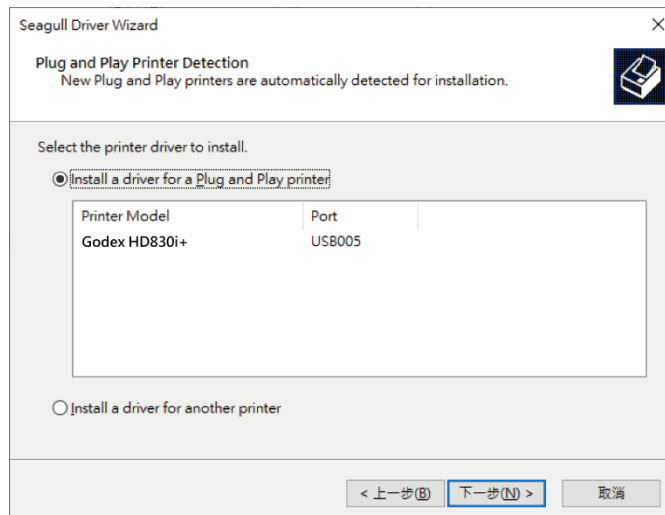 Seagull Driver Wizard
Plug and Play Printer Detection
New Plug and Play printers are automatically detected for installation.
Select the printer driver to install.
Install a driver for a Plug and Play printer
Printer Model Port
Godex HD830i+ USB005
Install a driver for another printer
< 上一步(B) 下一步(N) > 取消